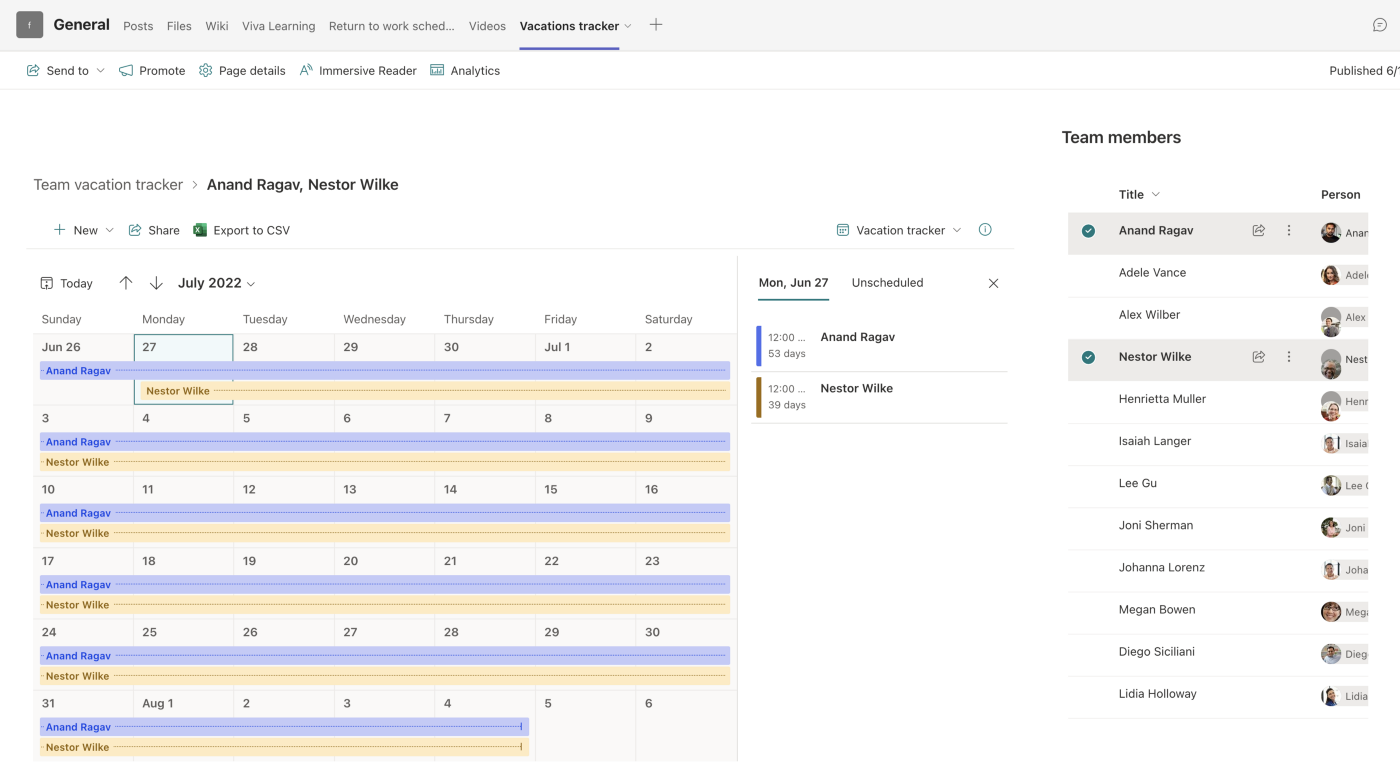 General Posts Files Wiki Viva Learning Return to work sched... Videos Vacations tracker
Send to Promote Page details Immersive Reader Analytics Published 6/
Team members
Team vacation tracker > Anand Ragav, Nestor Wilke
Title Person
New Share Export to CSV Vacation tracker
Today July 2022
Mon, Jun 27 Unscheduled
Sunday Monday Tuesday Wednesday Thursday Friday Saturday
Jun 26 27 28 29 30 Jul 1 2
Anand Ragav
Nestor Wilke
3 4 5 6 7 8 9
Anand Ragav
Nestor Wilke
10 11 12 13 14 15 16
Anand Ragav
Nestor Wilke
17 18 19 20 21 22 23
Anand Ragav
Nestor Wilke
24 25 26 27 28 29 30
Anand Ragav
Nestor Wilke
31 Aug 1 2 3 4 5 6
Anand Ragav
Nestor Wilke
12:00 ... Anand Ragav
53 days
12:00 ... Nestor Wilke
39 days
Anand Ragav Anan
Adele Vance Adel
Alex Wilber Alex
Nestor Wilke Nest
Henrietta Muller Henr
Isaiah Langer Isaia
Lee Gu Lee
Joni Sherman Joni
Johanna Lorenz Joha
Megan Bowen Mega
Diego Siciliani Dieg
Lidia Holloway Lidia